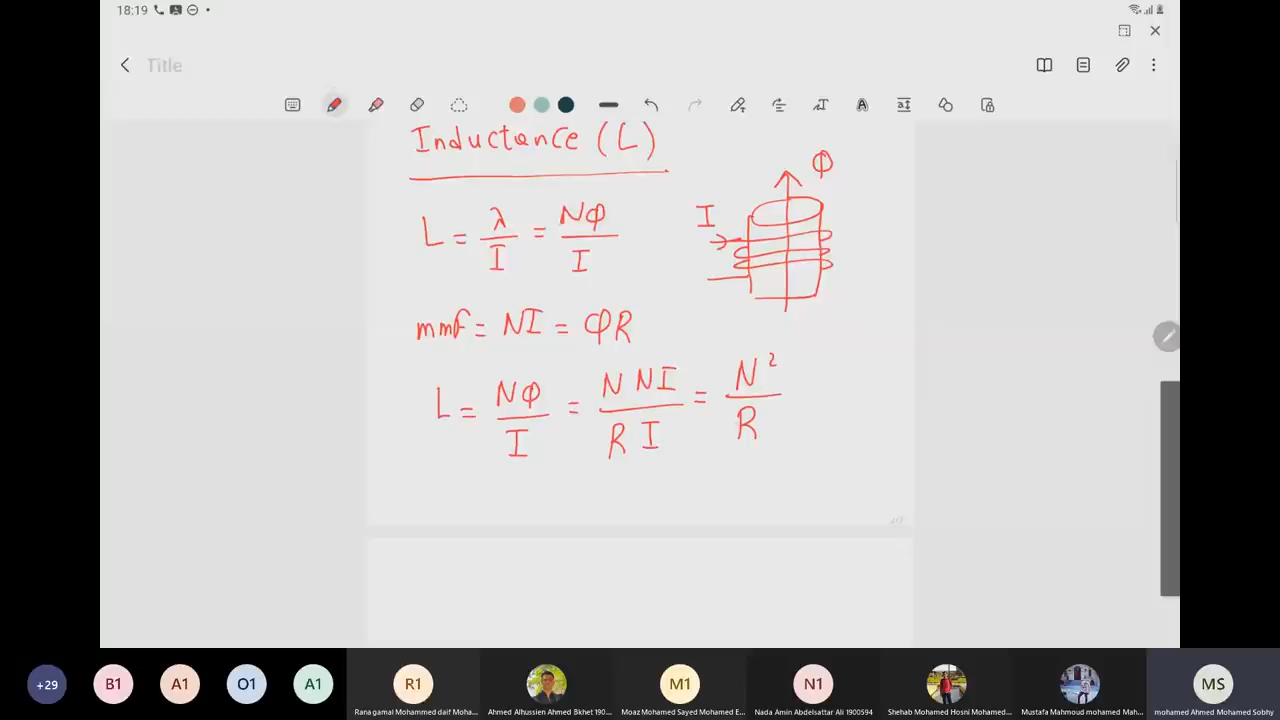 18:19
Title
Inductance (L)
Φ
I
L = λ/I = NΦ/I
mmf = NI = ΦR
L = NΦ/I = N NI/R I = N²/R
+29
B1
A1
O1
A1
R1
M1
N1
MS
Rana gamal Mohammed daif Moha...
Ahmed Alhussien Ahmed Bkhet 190...
Moaz Mohamed Sayed Mohamed E...
Nada Amin Abdelsattar Ali 1900594
Shehab Mohamed Hosni Mohamed...
Mustafa Mahmoud mohamed Mah...
mohamed Ahmed Mohamed Sobhy